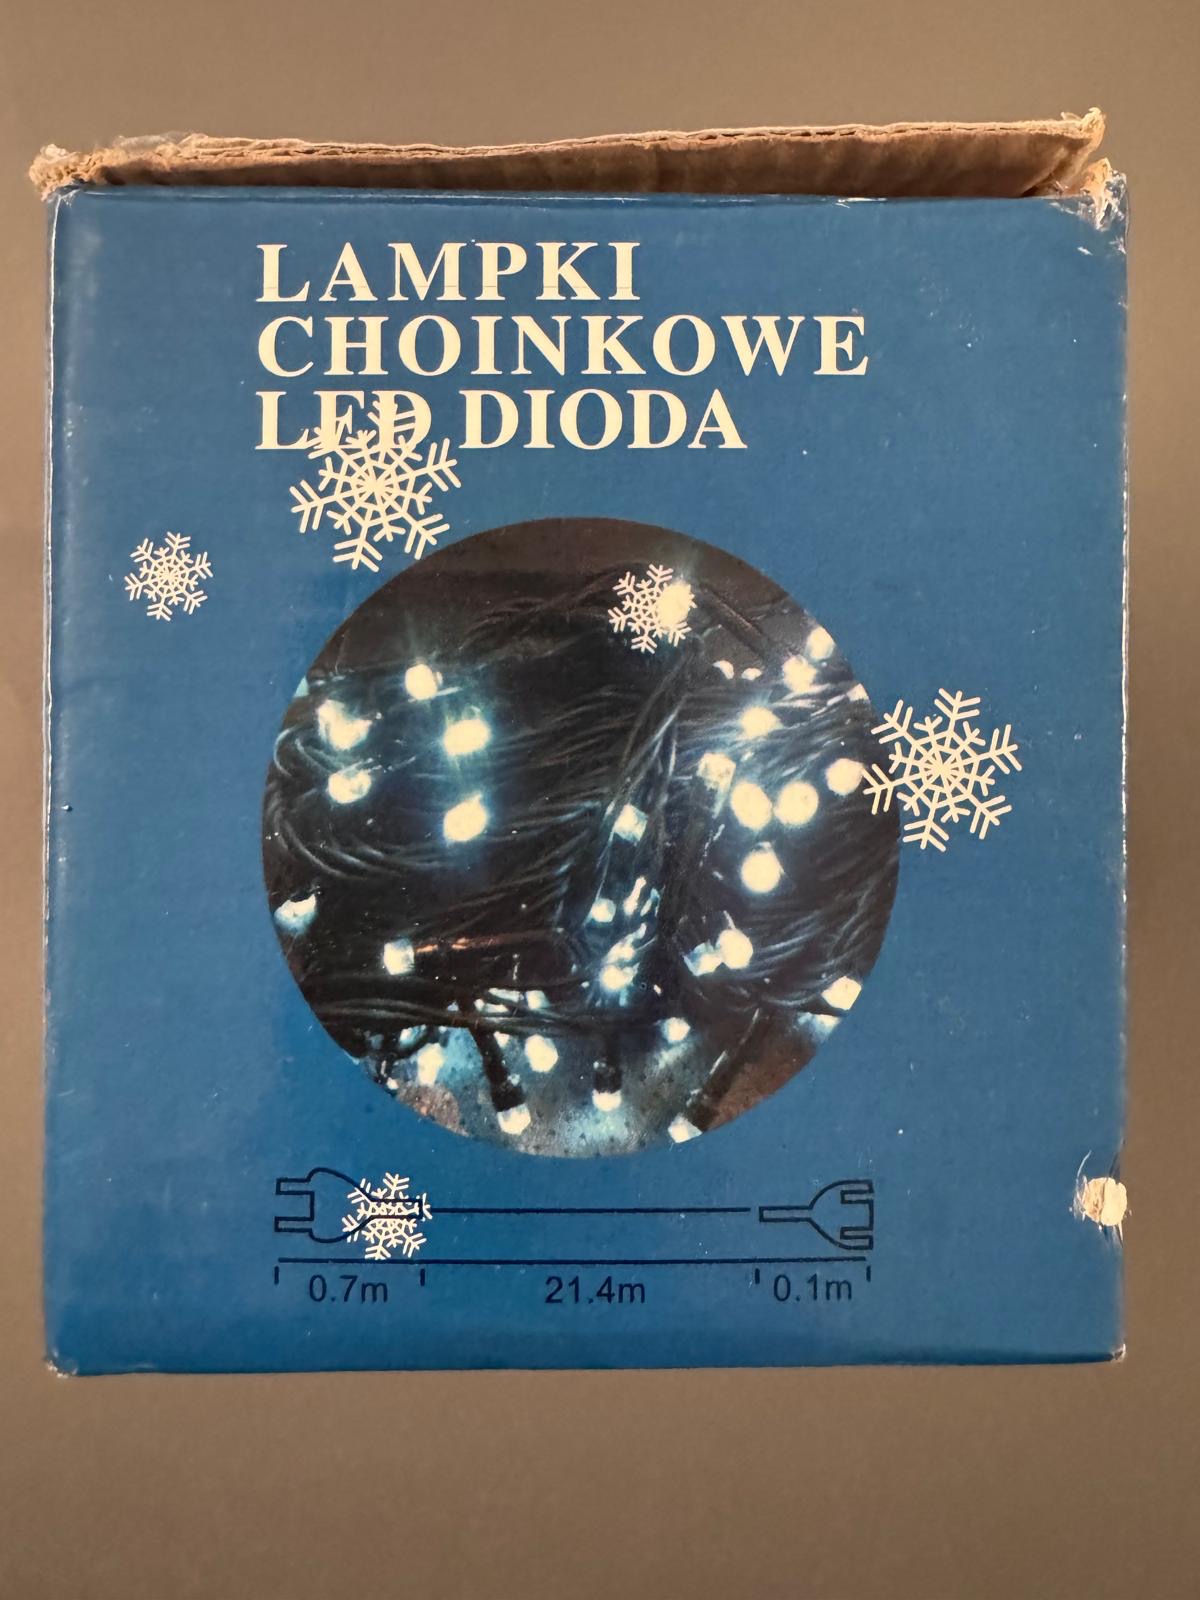 LAMPKI
CHOINKOWE
LED DIODA
0.7m 21.4m 0.1m